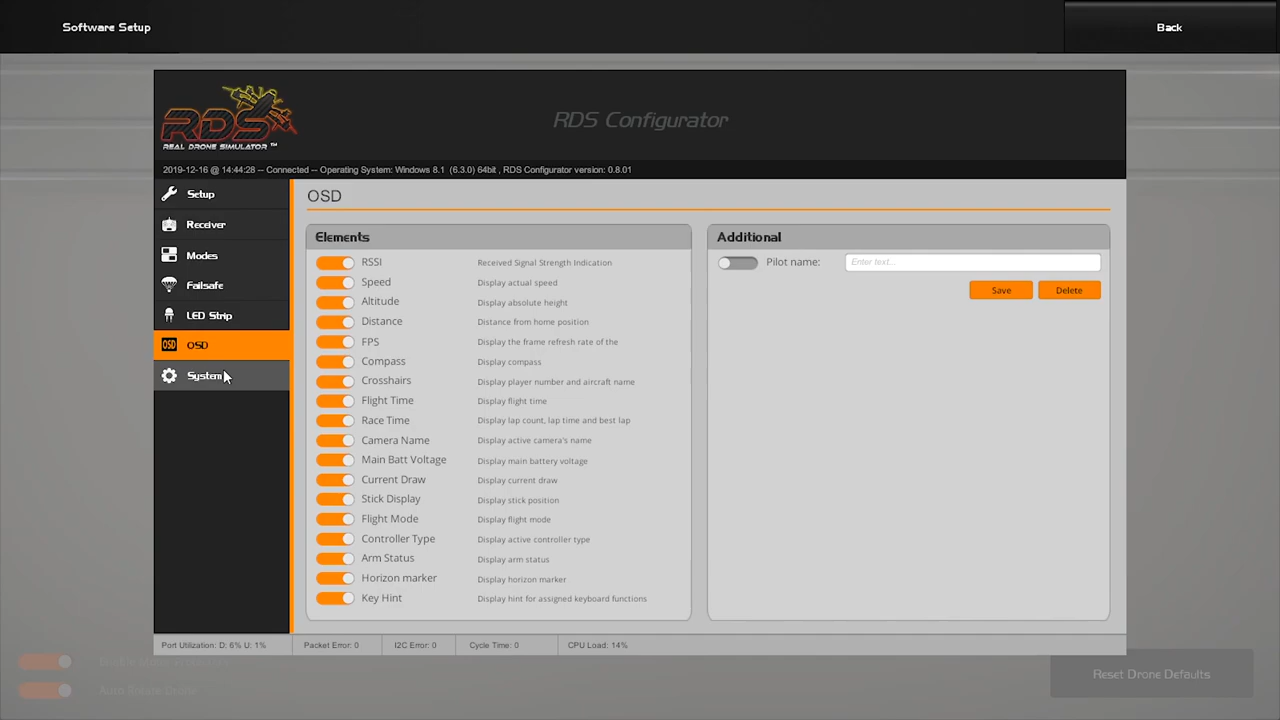 Software Setup
Back
RDS
REAL DRONE SIMULATOR™
RDS Configurator
2019-12-16 @ 14:44:28 -- Connected -- Operating System: Windows 8.1 (6.3.0) 64bit , RDS Configurator version: 0.8.01
Setup
Receiver
Modes
Failsafe
LED Strip
OSD OSD
System
OSD
Elements
RSSI Received Signal Strength Indication
Speed Display actual speed
Altitude Display absolute height
Distance Distance from home position
FPS Display the frame refresh rate of the
Compass Display compass
Crosshairs Display player number and aircraft name
Flight Time Display flight time
Race Time Display lap count, lap time and best lap
Camera Name Display active camera's name
Main Batt Voltage Display main battery voltage
Current Draw Display current draw
Stick Display Display stick position
Flight Mode Display flight mode
Controller Type Display active controller type
Arm Status Display arm status
Horizon marker Display horizon marker
Key Hint Display hint for assigned keyboard functions
Additional
Pilot name: Enter text...
Save Delete
Port Utilization: D: 6% U: 1% Packet Error: 0 I2C Error: 0 Cycle Time: 0 CPU Load: 14%
Auto Rotate Drone
Reset Drone Defaults